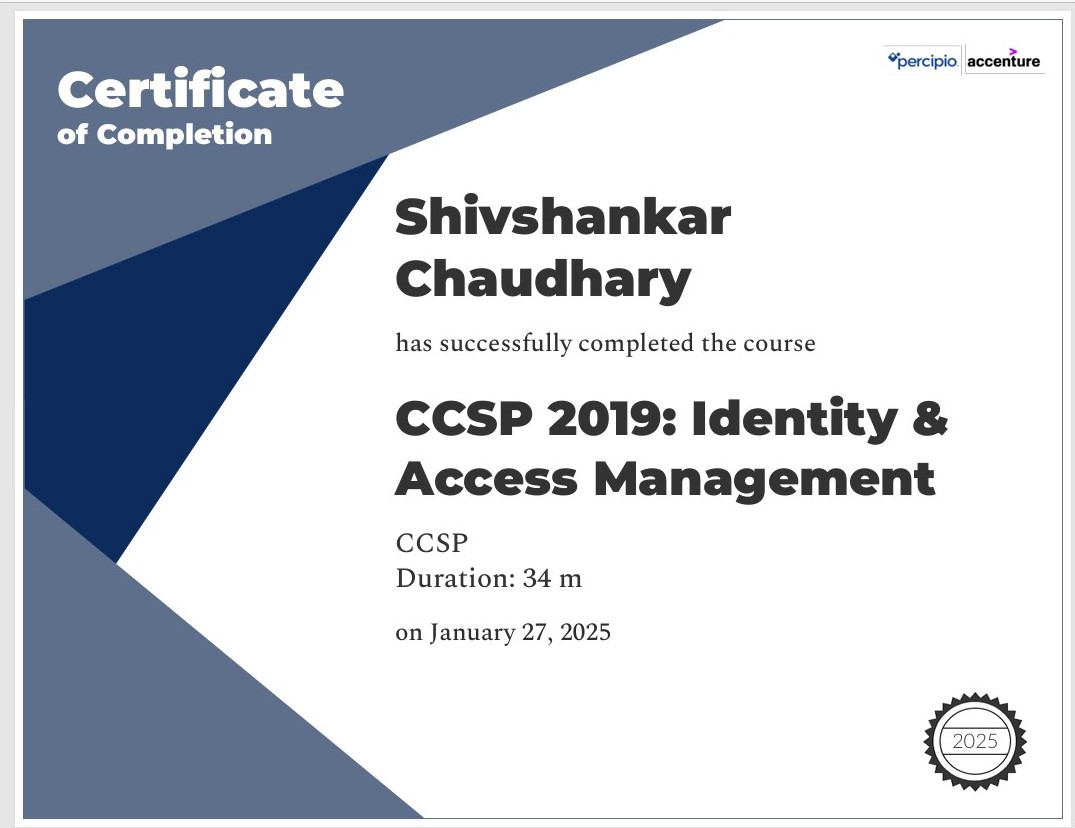 Certificate
of Completion
percipio.
accenture
Shivshankar
Chaudhary
has successfully completed the course
CCSP 2019: Identity &
Access Management
CCSP
Duration: 34 m
on January 27, 2025
2025